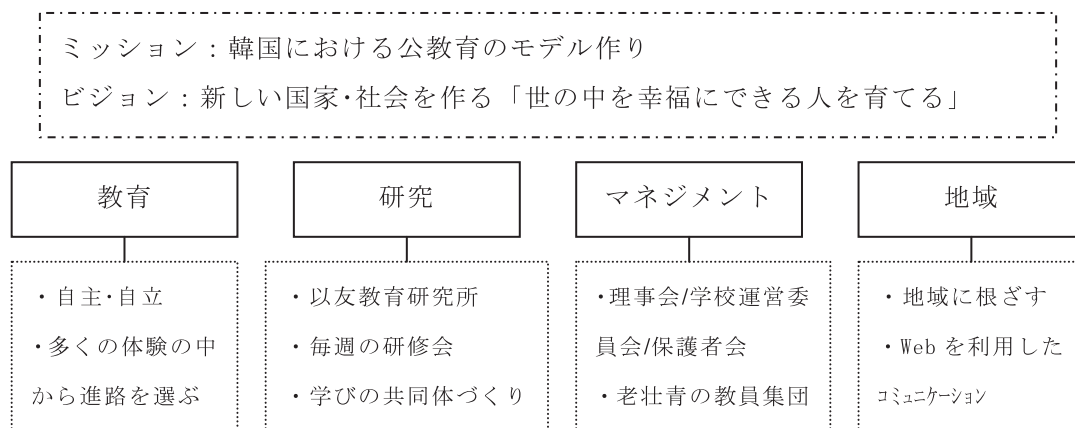 ミッション：韓国における公教育のモデル作り
ビジョン：新しい国家･社会を作る「世の中を幸福にできる人を育てる」
教育
研究
マネジメント
地域
・自主･自立
・多くの体験の中
から進路を選ぶ
・以友教育研究所
・毎週の研修会
・学びの共同体づくり
・理事会/学校運営委
員会/保護者会
・老壮青の教員集団
・地域に根ざす
・Web を利用した
ｺﾐｭﾆｹｰｼｮﾝ